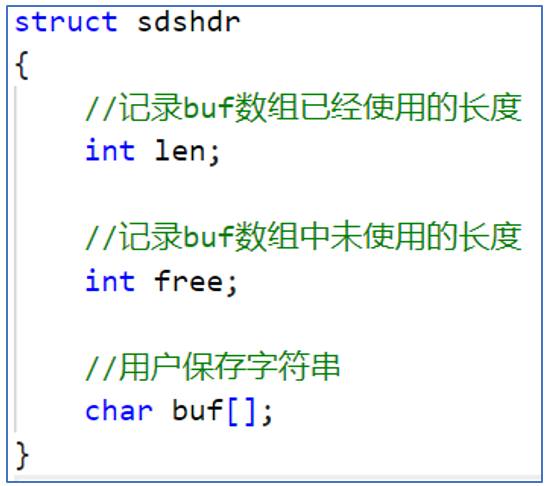 struct sdshdr
{
//记录buf数组已经使用的长度
int len;
//记录buf数组中未使用的长度
int free;
//用户保存字符串
char buf[];
}